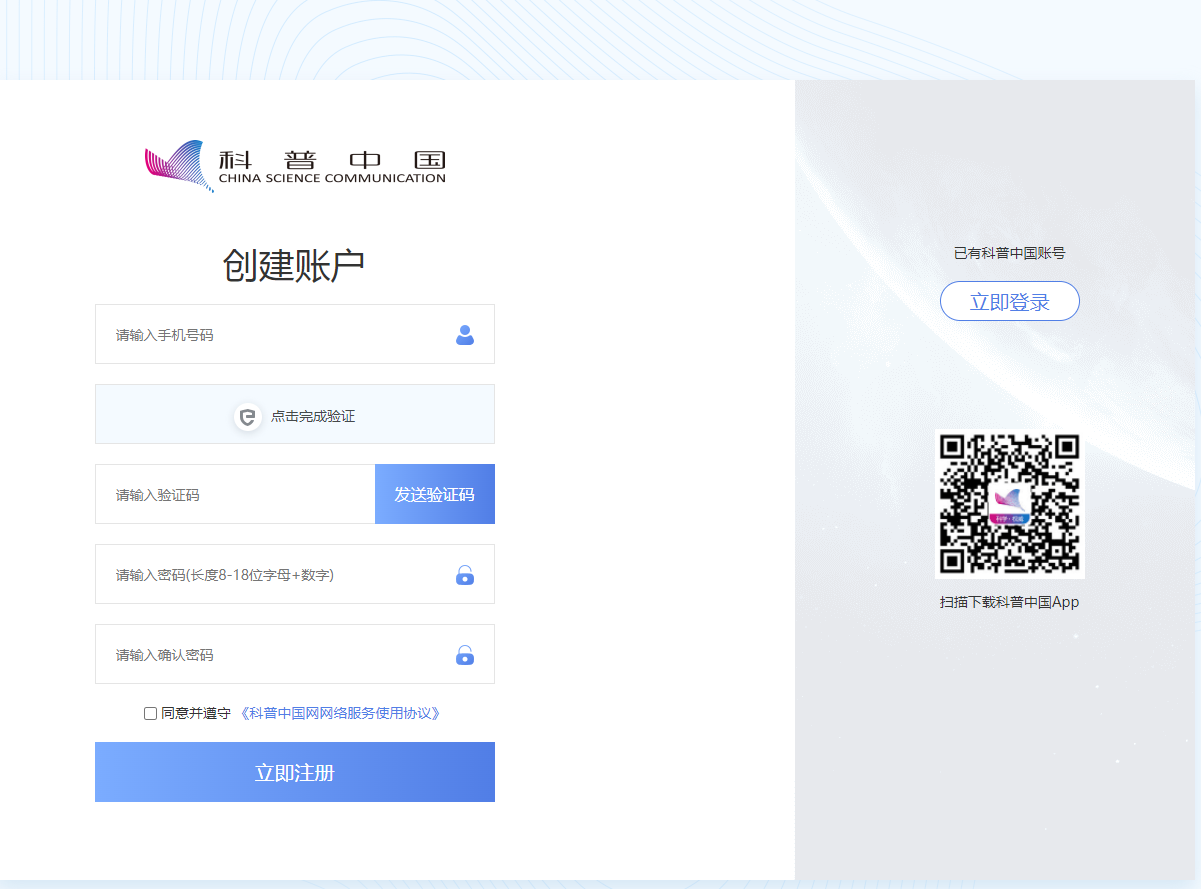 科普中国
CHINA SCIENCE COMMUNICATION
创建账户
请输入手机号码
点击完成验证
请输入验证码
发送验证码
请输入密码(长度8-18位字母+数字)
请输入确认密码
同意并遵守 《科普中国网网络服务使用协议》
立即注册
已有科普中国账号
立即登录
科学·权威
扫描下载科普中国App